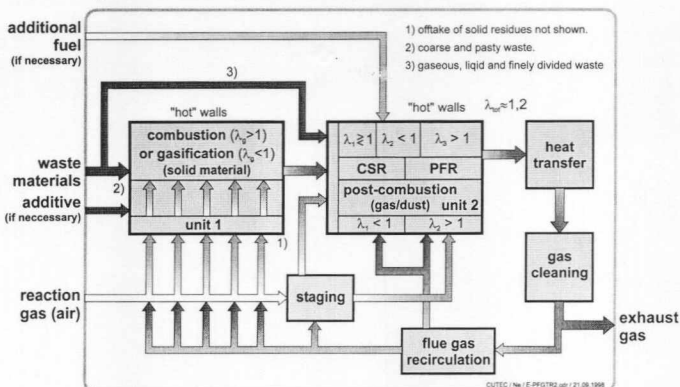 additional
fuel
(if necessary)
1) offtake of solid residues not shown.
2) coarse and pasty waste.
3) gaseous, liqid and finely divided waste
3)
"hot" walls
"hot" walls
λtot≈1,2
combustion (λg>1)
or gasification (λg<1)
(solid material)
λ1≷1
λ2<1
λ3>1
CSR
PFR
heat
transfer
waste
materials
2)
additive
(if neccessary)
post-combustion
(gas/dust) unit 2
λ1 < 1
λ2 > 1
unit 1
1)
gas
cleaning
reaction
gas (air)
staging
exhaust
gas
flue gas
recirculation
CUTEC / Ne / E-PFGTR2.cdr / 21.09.1998